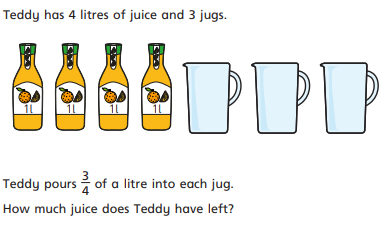 Teddy has 4 litres of juice and 3 jugs.
1l 1l 1l 1l
Teddy pours 3/4 of a litre into each jug.
How much juice does Teddy have left?